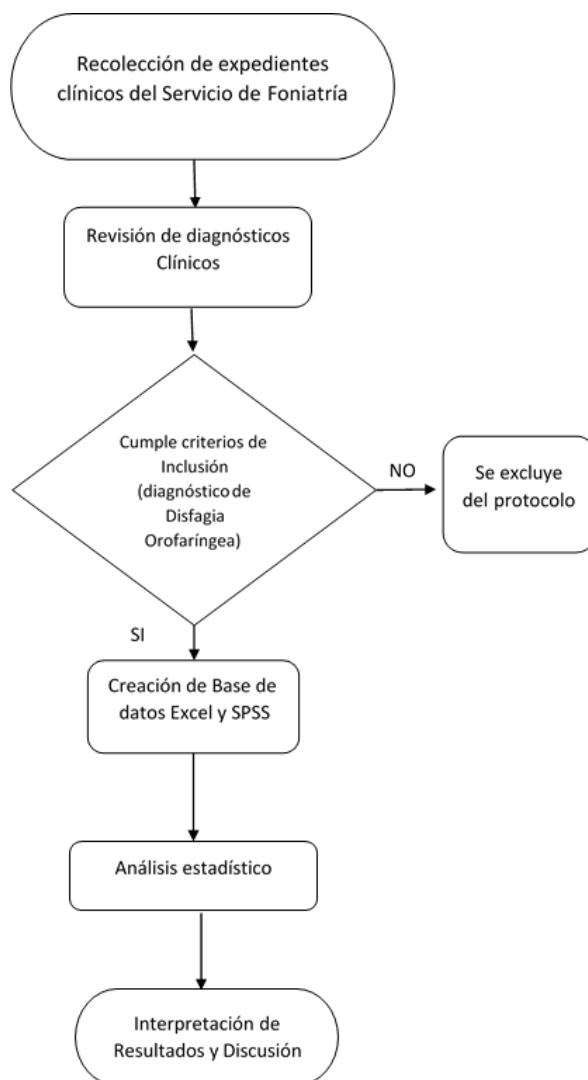 Recolección de expedientes
clínicos del Servicio de Foniatría
Revisión de diagnósticos
Clínicos
Cumple criterios de
Inclusión
(diagnóstico de
Disfagia
Orofaríngea)
NO
Se excluye
del protocolo
SI
Creación de Base de
datos Excel y SPSS
Análisis estadístico
Interpretación de
Resultados y Discusión